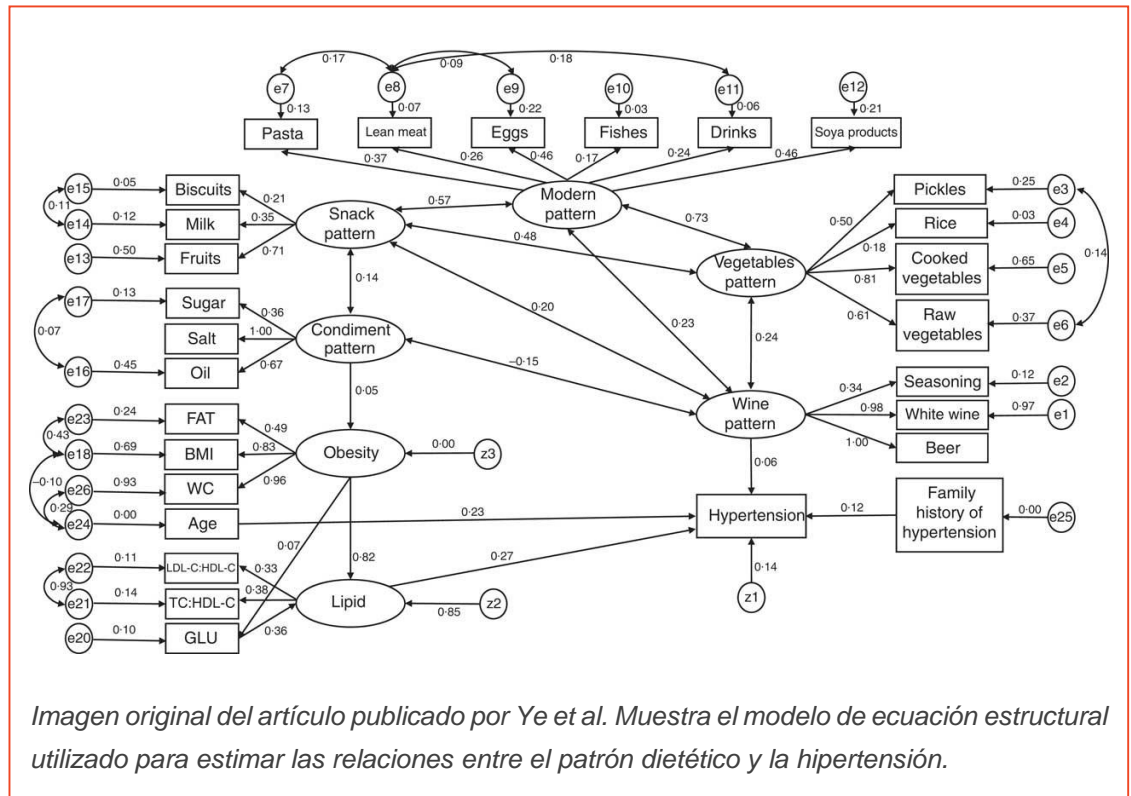 0·17
0·09
0·18
e7
e8
e9
e10
e11
e12
0·13
0·07
0·22
0·03
0·06
0·21
Pasta
Lean meat
Eggs
Fishes
Drinks
Soya products
0·37
0·26
0·46
0·17
0·24
0·46
Modern
pattern
e15
0·05
Biscuits
0·11
e14
0·12
Milk
e13
0·50
Fruits
0·21
0·35
0·71
Snack
pattern
0·57
0·73
0·48
0·14
0·20
0·23
Vegetables
pattern
0·50
0·18
0·81
0·61
Pickles
0·25
e3
Rice
0·03
e4
Cooked
vegetables
0·65
e5
Raw
vegetables
0·37
e6
0·14
e17
0·13
Sugar
0·07
Salt
e16
0·45
Oil
0·36
1·00
0·67
Condiment
pattern
–0·15
0·24
0·05
Wine
pattern
0·34
0·98
1·00
Seasoning
0·12
e2
White wine
0·97
e1
Beer
0·06
e23
0·24
FAT
0·43
e18
0·69
BMI
–0·10
e26
0·93
WC
0·29
e24
0·00
Age
0·49
0·83
0·96
Obesity
0·00
z3
0·23
Hypertension
0·12
Family
history of
hypertension
0·00
e25
0·14
z1
0·07
0·82
0·27
e22
0·11
LDL-C:HDL-C
0·93
e21
0·14
TC:HDL-C
e20
0·10
GLU
0·33
0·38
0·36
Lipid
0·85
z2
Imagen original del artículo publicado por Ye et al. Muestra el modelo de ecuación estructural
utilizado para estimar las relaciones entre el patrón dietético y la hipertensión.